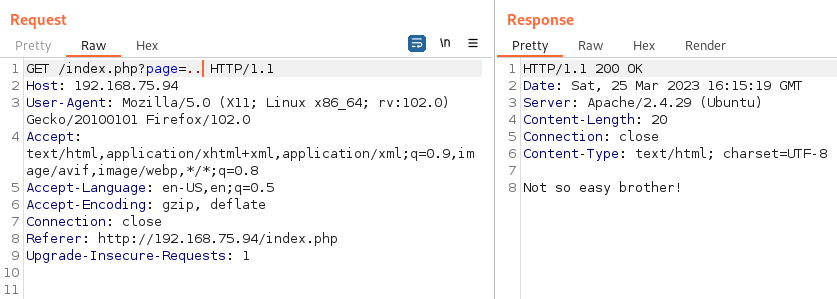 Request
Pretty Raw Hex
\n
1 GET /index.php?page=.. HTTP/1.1
2 Host: 192.168.75.94
3 User-Agent: Mozilla/5.0 (X11; Linux x86_64; rv:102.0)
Gecko/20100101 Firefox/102.0
4 Accept:
text/html,application/xhtml+xml,application/xml;q=0.9,im
age/avif,image/webp,*/*;q=0.8
5 Accept-Language: en-US,en;q=0.5
6 Accept-Encoding: gzip, deflate
7 Connection: close
8 Referer: http://192.168.75.94/index.php
9 Upgrade-Insecure-Requests: 1
10
11
Response
Pretty Raw Hex Render
1 HTTP/1.1 200 OK
2 Date: Sat, 25 Mar 2023 16:15:19 GMT
3 Server: Apache/2.4.29 (Ubuntu)
4 Content-Length: 20
5 Connection: close
6 Content-Type: text/html; charset=UTF-8
7
8 Not so easy brother!